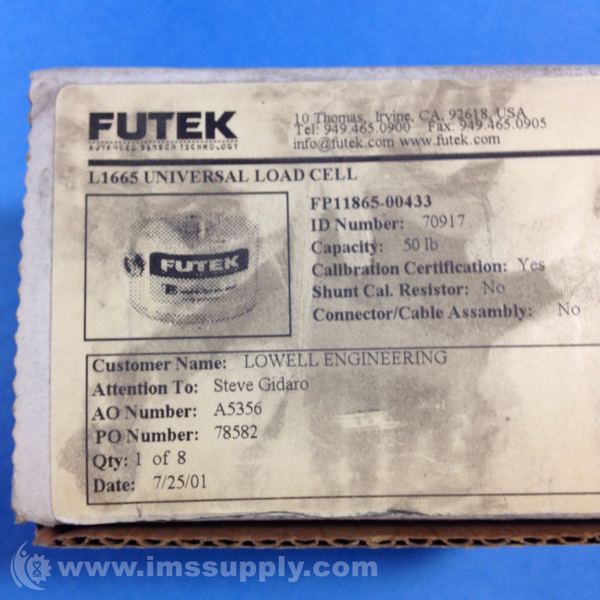 FUTEK
ADVANCED SENSOR TECHNOLOGY
10 Thomas, Irvine, CA. 92618, USA
Tel: 949.465.0900 Fax: 949.465.0905
info@futek.com www.futek.com
L1665 UNIVERSAL LOAD CELL
FUTEK
FP11865-00433
ID Number: 70917
Capacity: 50 lb
Calibration Certification: Yes
Shunt Cal. Resistor: No
Connector/Cable Assambly: No
Customer Name: LOWELL ENGINEERING
Attention To: Steve Gidaro
AO Number: A5356
PO Number: 78582
Qty: 1 of 8
Date: 7/25/01
www.imssupply.com